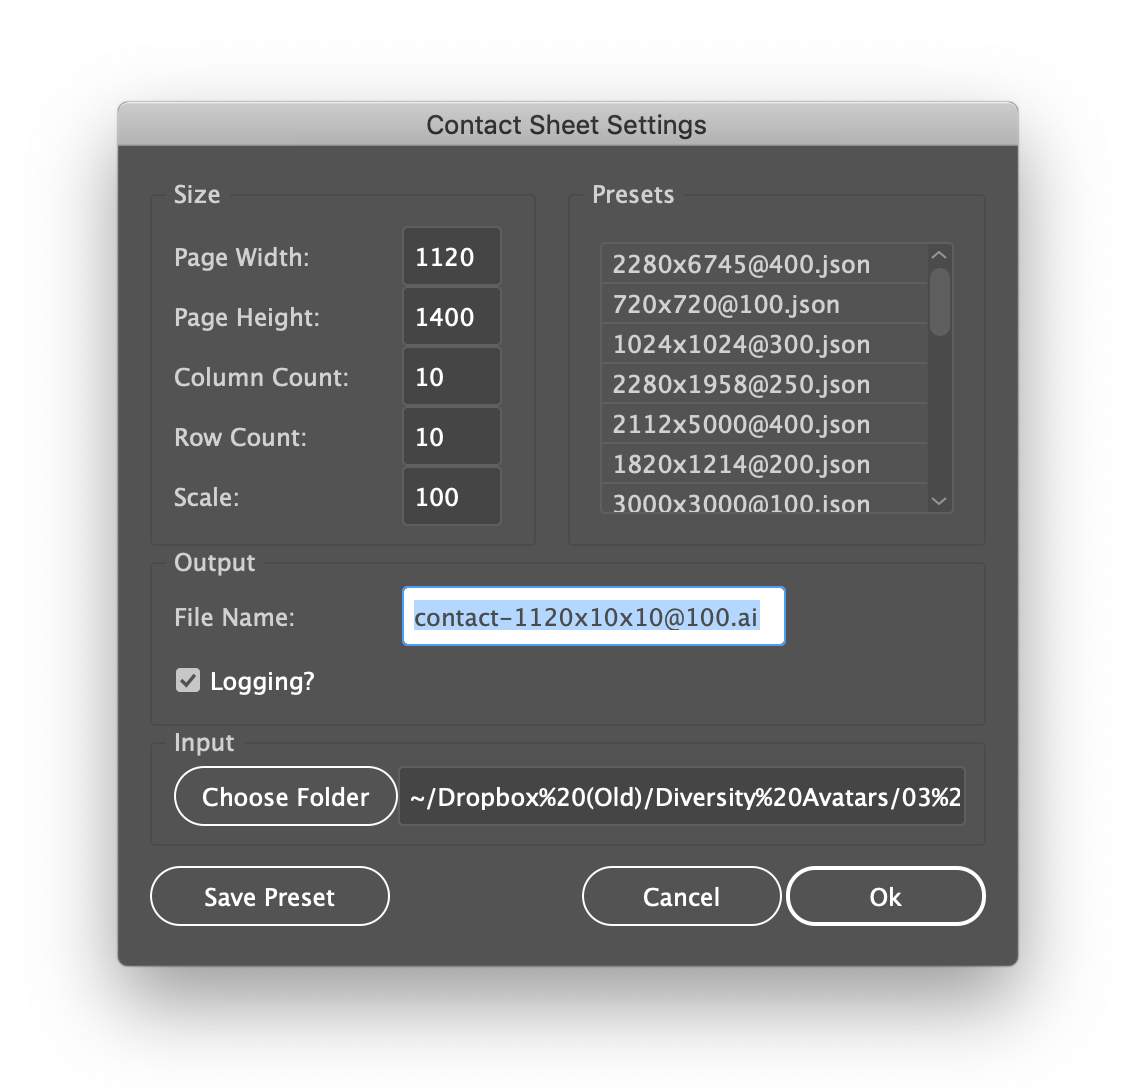 Contact Sheet Settings
Size
Page Width: 1120
Page Height: 1400
Column Count: 10
Row Count: 10
Scale: 100
Presets
2280x6745@400.json
720x720@100.json
1024x1024@300.json
2280x1958@250.json
2112x5000@400.json
1820x1214@200.json
3000x3000@100.json
Output
File Name: contact-1120x10x10@100.ai
Logging?
Input
Choose Folder ~/Dropbox%20(Old)/Diversity%20Avatars/03%2
Save Preset Cancel Ok